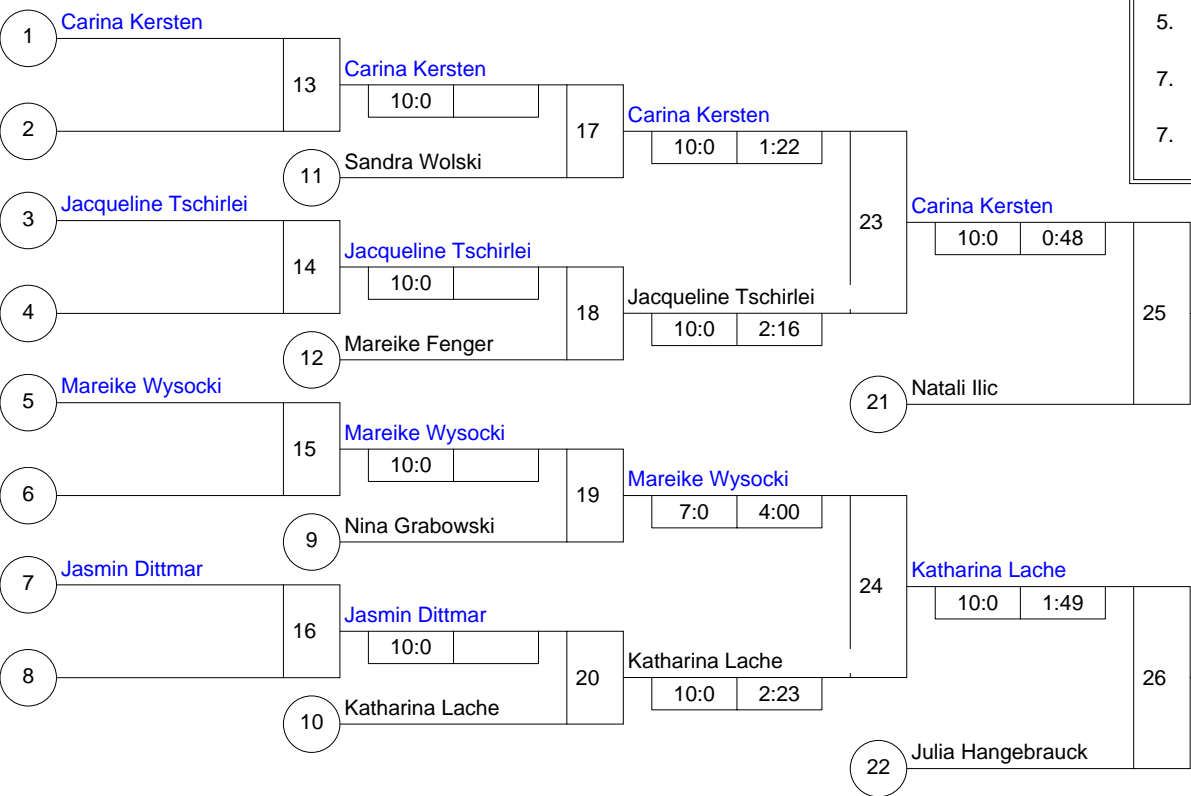 1 Carina Kersten
5.
13 Carina Kersten
10:0
7.
2
17 Carina Kersten
10:0 1:22
7.
11 Sandra Wolski
3 Jacqueline Tschirlei
23 Carina Kersten
10:0 0:48
14 Jacqueline Tschirlei
10:0
4
18 Jacqueline Tschirlei
10:0 2:16
25
12 Mareike Fenger
5 Mareike Wysocki
21 Natali Ilic
15 Mareike Wysocki
10:0
6
19 Mareike Wysocki
7:0 4:00
9 Nina Grabowski
7 Jasmin Dittmar
24 Katharina Lache
10:0 1:49
16 Jasmin Dittmar
10:0
8
20 Katharina Lache
10:0 2:23
26
10 Katharina Lache
22 Julia Hangebrauck